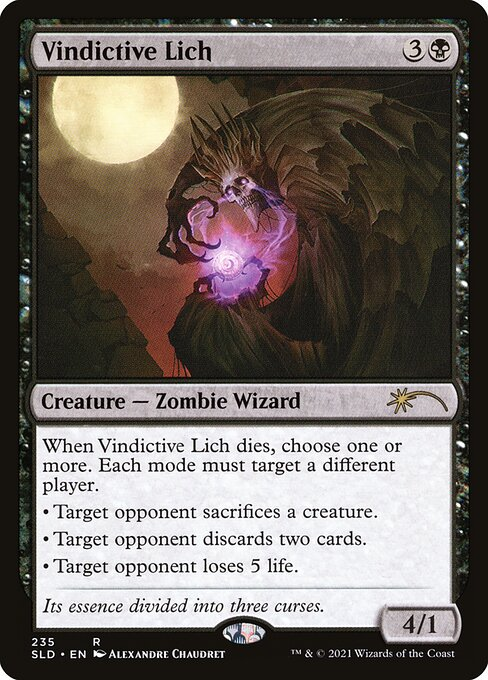 Vindictive Lich 3
Creature — Zombie Wizard
When Vindictive Lich dies, choose one or
more. Each mode must target a different
player.
• Target opponent sacrifices a creature.
• Target opponent discards two cards.
• Target opponent loses 5 life.
Its essence divided into three curses.
4/1
235 R
SLD • EN Alexandre Chaudret
™ & © 2021 Wizards of the Coast